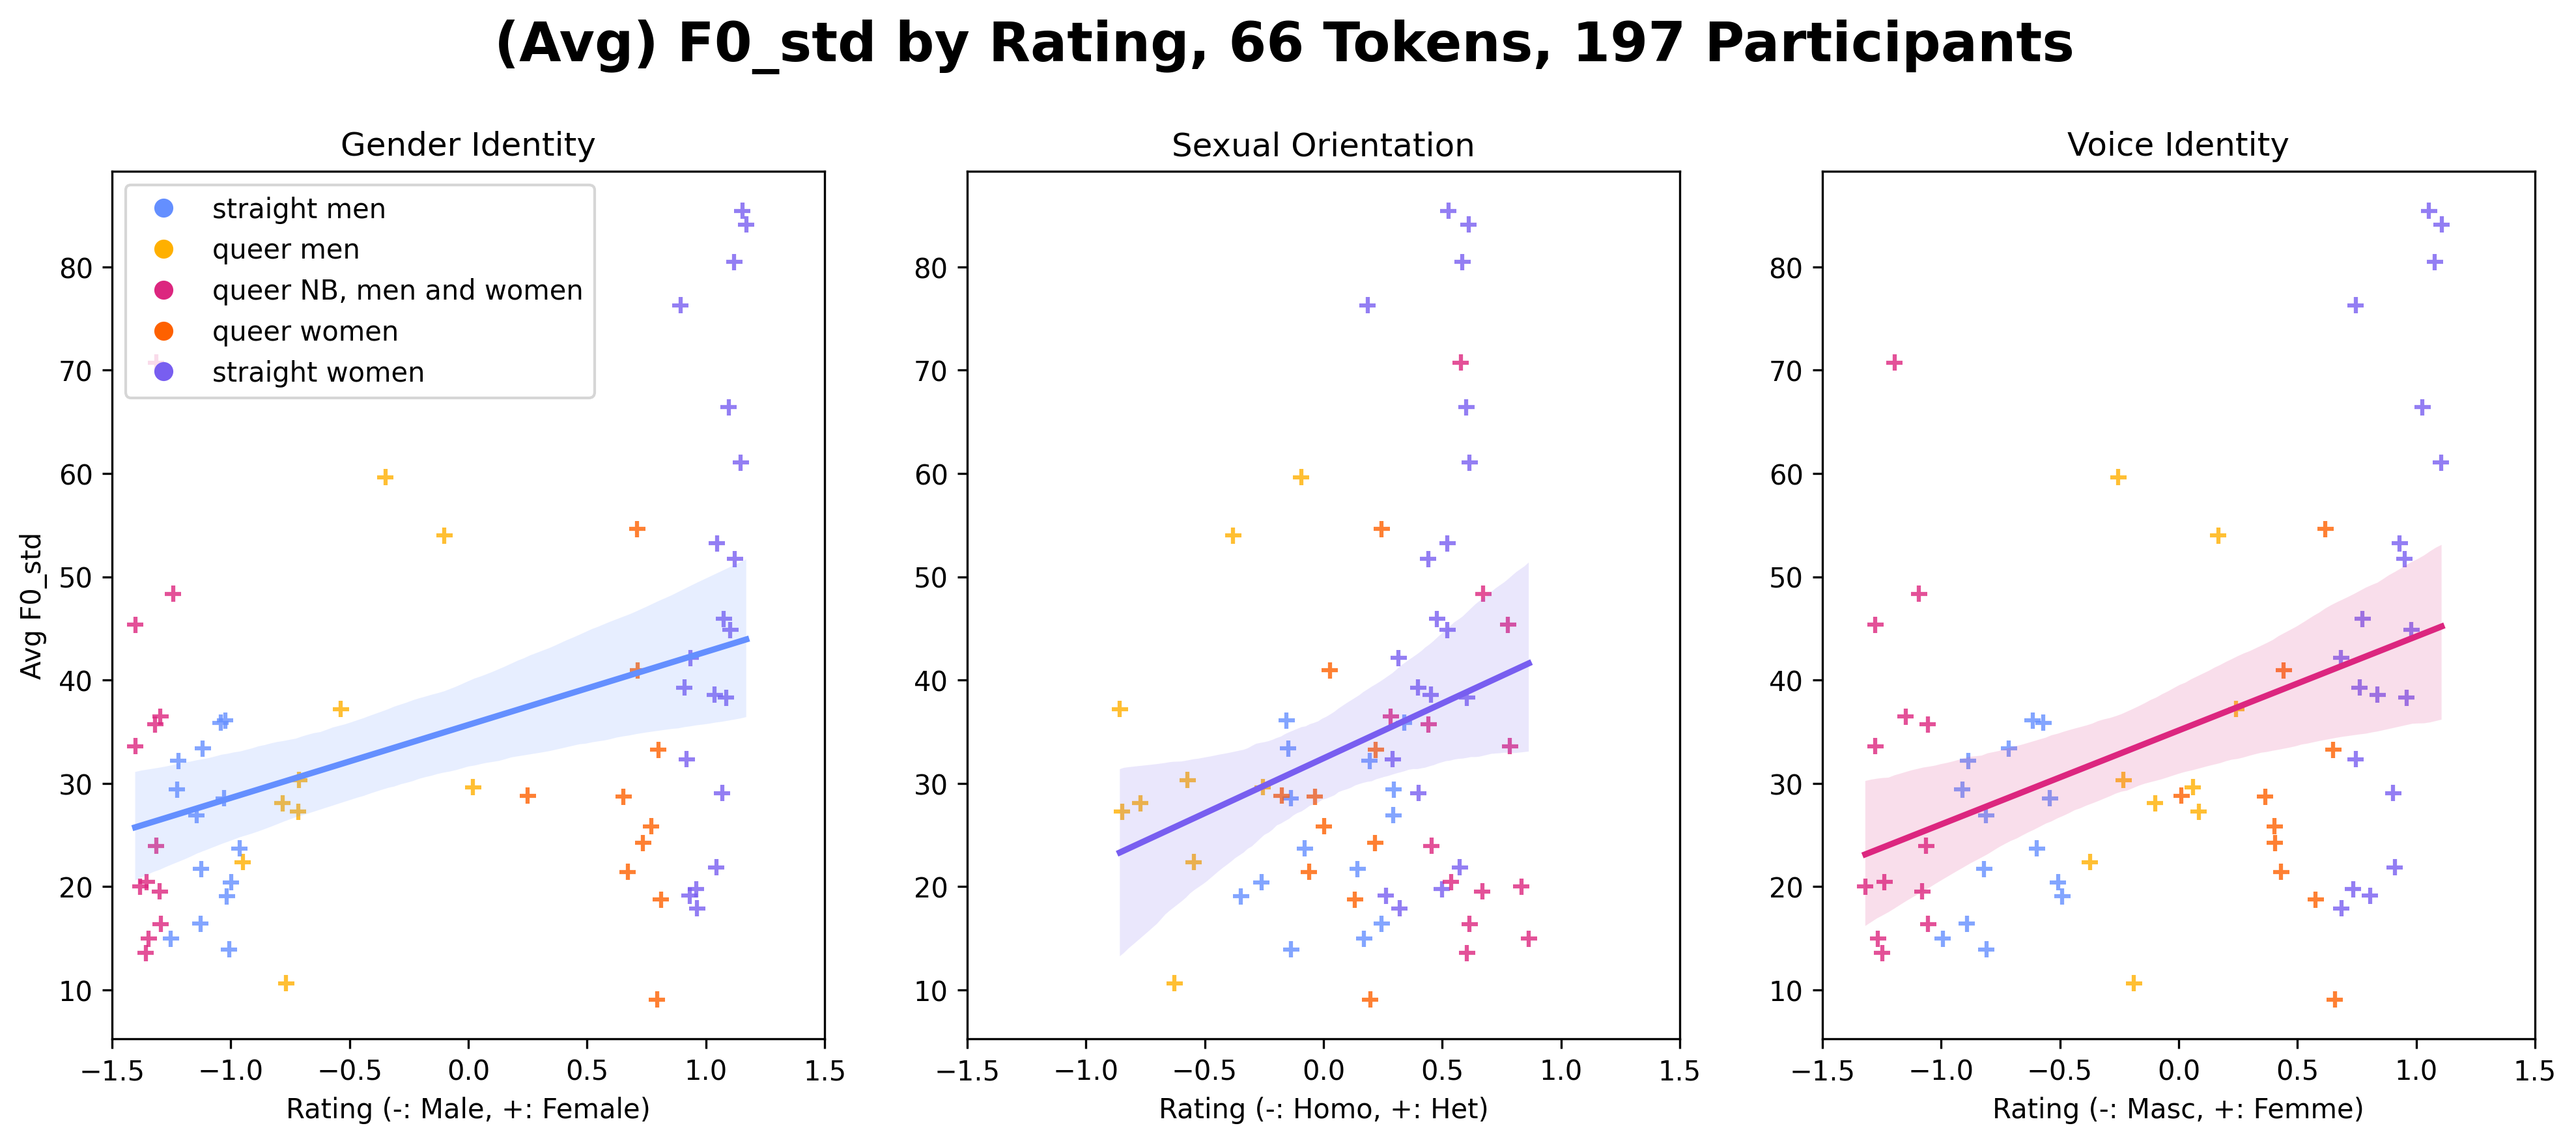 (Avg) F0_std by Rating, 66 Tokens, 197 Participants
Gender Identity
straight men
queer men
queer NB, men and women
queer women
straight women
Avg F0_std
80
70
60
50
40
30
20
10
−1.5 −1.0 −0.5 0.0 0.5 1.0 1.5
Rating (-: Male, +: Female)
Sexual Orientation
80
70
60
50
40
30
20
10
−1.5 −1.0 −0.5 0.0 0.5 1.0 1.5
Rating (-: Homo, +: Het)
Voice Identity
80
70
60
50
40
30
20
10
−1.5 −1.0 −0.5 0.0 0.5 1.0 1.5
Rating (-: Masc, +: Femme)